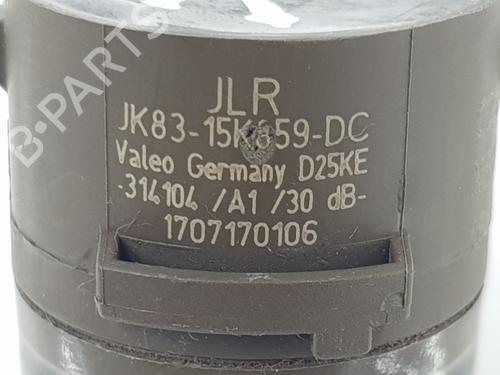 B-PARTS
JLR
JK83-15K859-DC
Valeo Germany D25KE
-314104 /A1 /30 dB-
1707170106